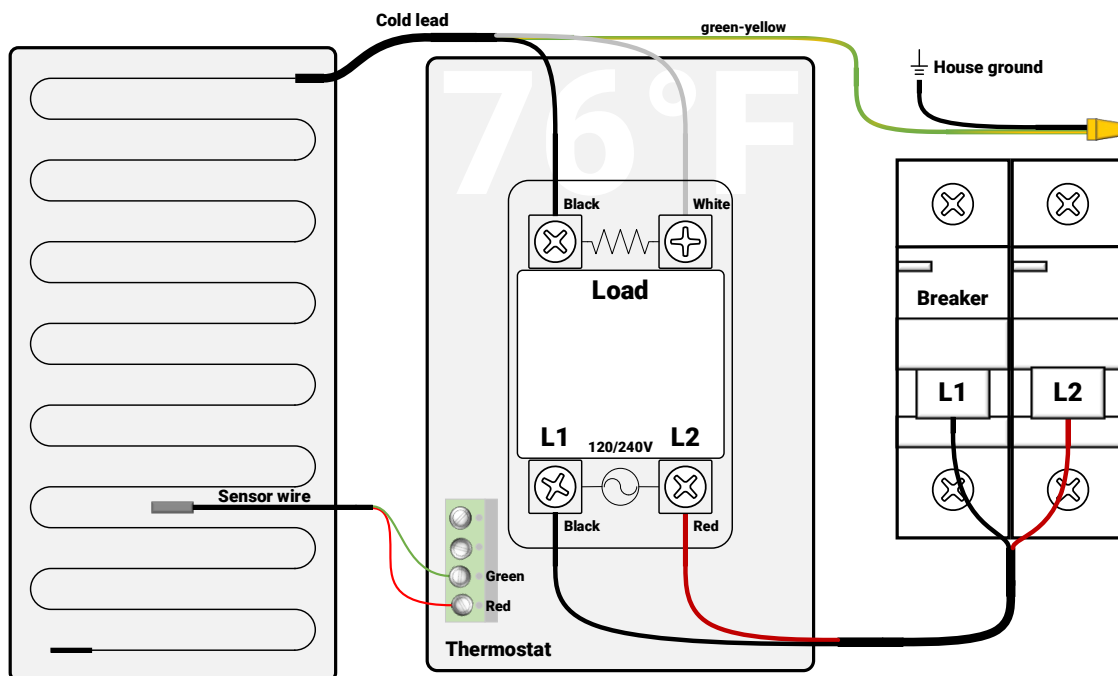 Cold lead
green-yellow
House ground
76°F
Black
White
Load
Breaker
L1
L2
L1
120/240V
L2
Sensor wire
Black
Red
Green
Red
Thermostat